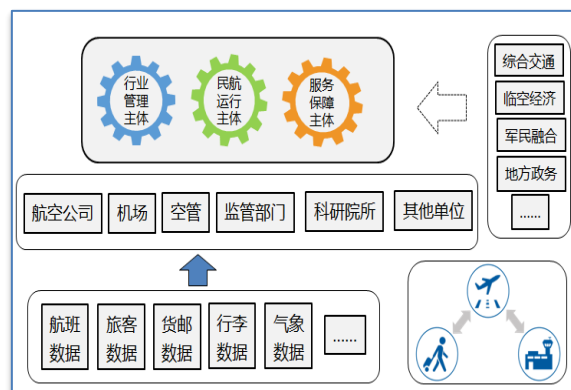 行业
管理
主体
民航
运行
主体
服务
保障
主体
综合交通
临空经济
军民融合
地方政务
......
航空公司
机场
空管
监管部门
科研院所
其他单位
航班
数据
旅客
数据
货邮
数据
行李
数据
气象
数据
......